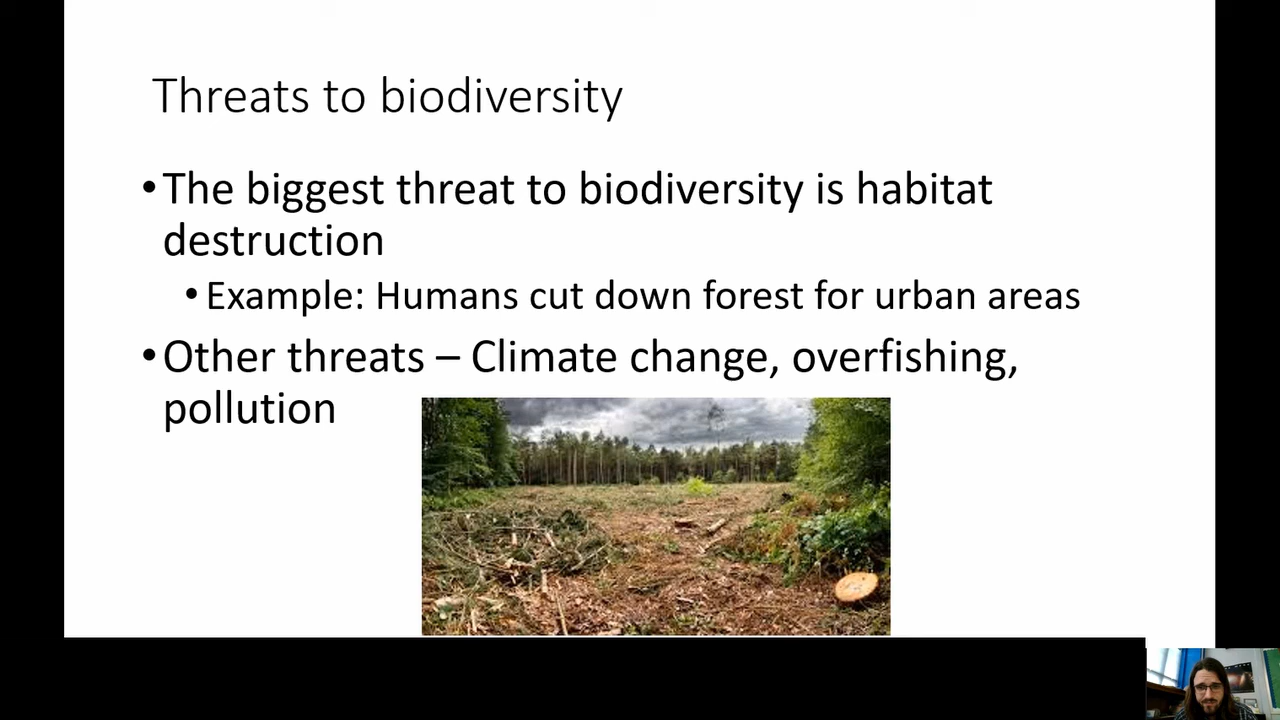 Threats to biodiversity
•The biggest threat to biodiversity is habitat
destruction
•Example: Humans cut down forest for urban areas
•Other threats – Climate change, overfishing,
pollution